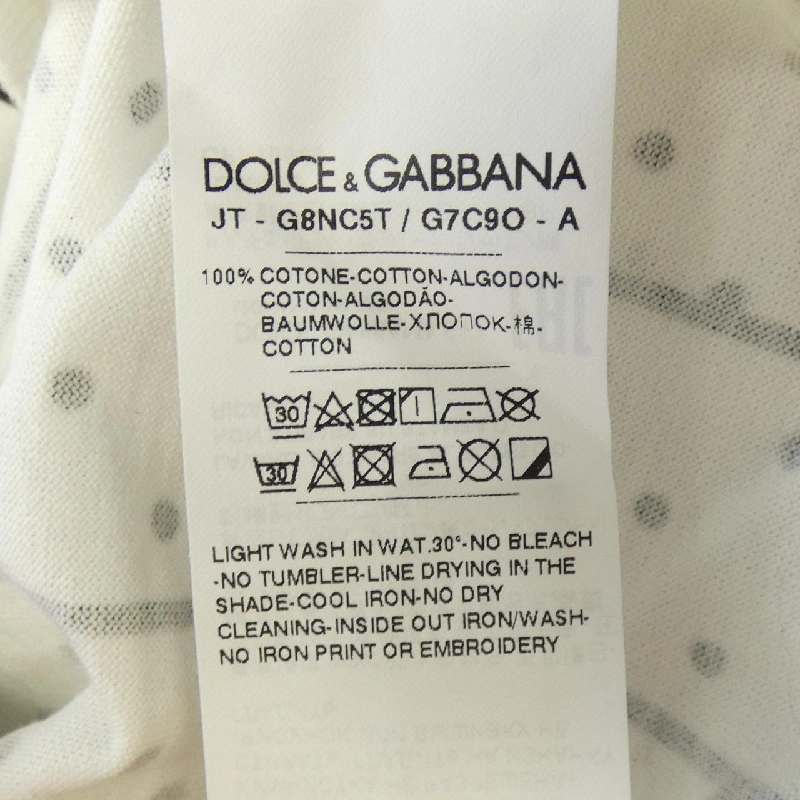 DOLCE & GABBANA
JT - G8NC5T / G7C9O - A
100% COTONE-COTTON-ALGODON-
COTON-ALGODÃO-
BAUMWOLLE-ХЛОПОК-棉-
COTTON
30
30
LIGHT WASH IN WAT.30°-NO BLEACH
-NO TUMBLER-LINE DRYING IN THE
SHADE-COOL IRON-NO DRY
CLEANING-INSIDE OUT IRON/WASH-
NO IRON PRINT OR EMBROIDERY